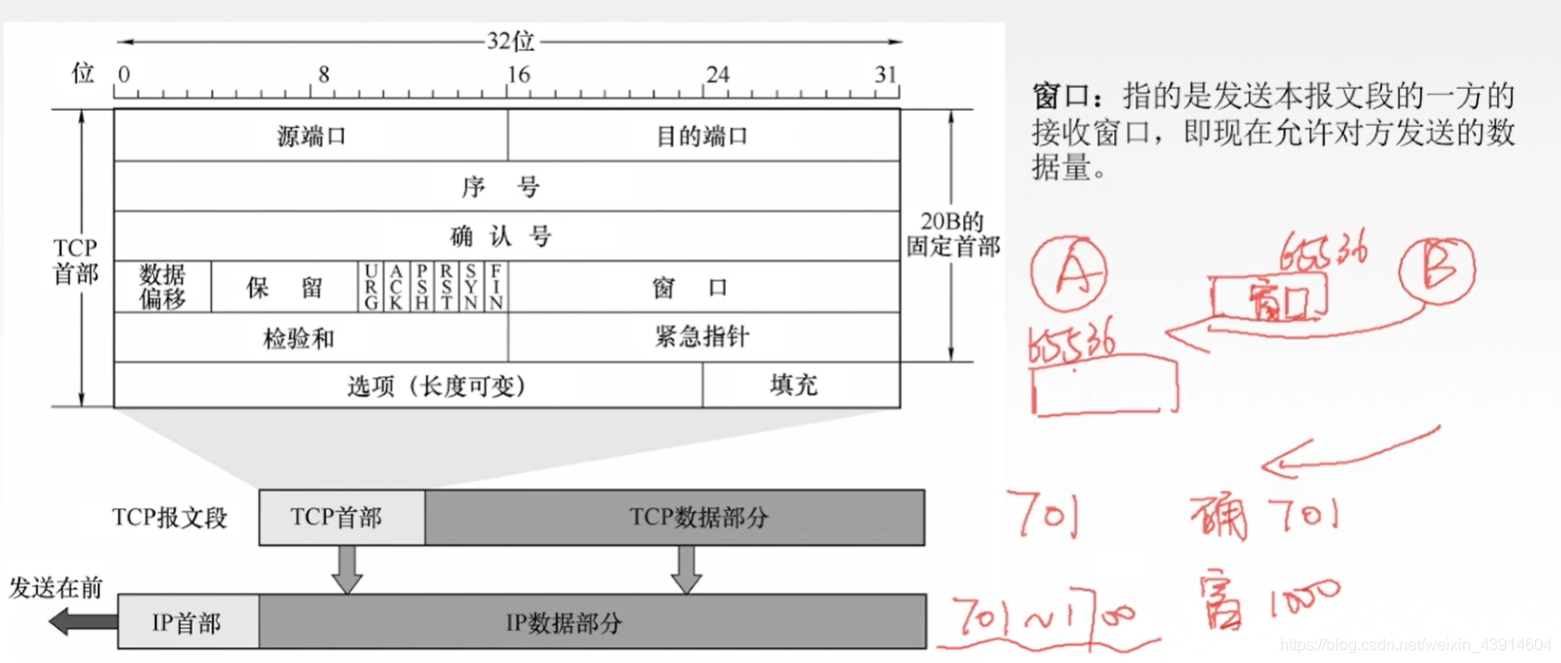 32位
位 0 8 16 24 31
源端口 目的端口
序 号
确 认 号
数据偏移 保 留 URG ACK PSH RST SYN FIN 窗 口
检验和 紧急指针
选项（长度可变） 填充
TCP首部
20B的固定首部
TCP报文段 TCP首部 TCP数据部分
发送在前
IP首部 IP数据部分
窗口：指的是发送本报文段的一方的
接收窗口，即现在允许对方发送的数
据量。
A 65536 B
窗口
65536
701 确 701
701~1700 窗 1000
https://blog.csdn.net/weixin_43914604